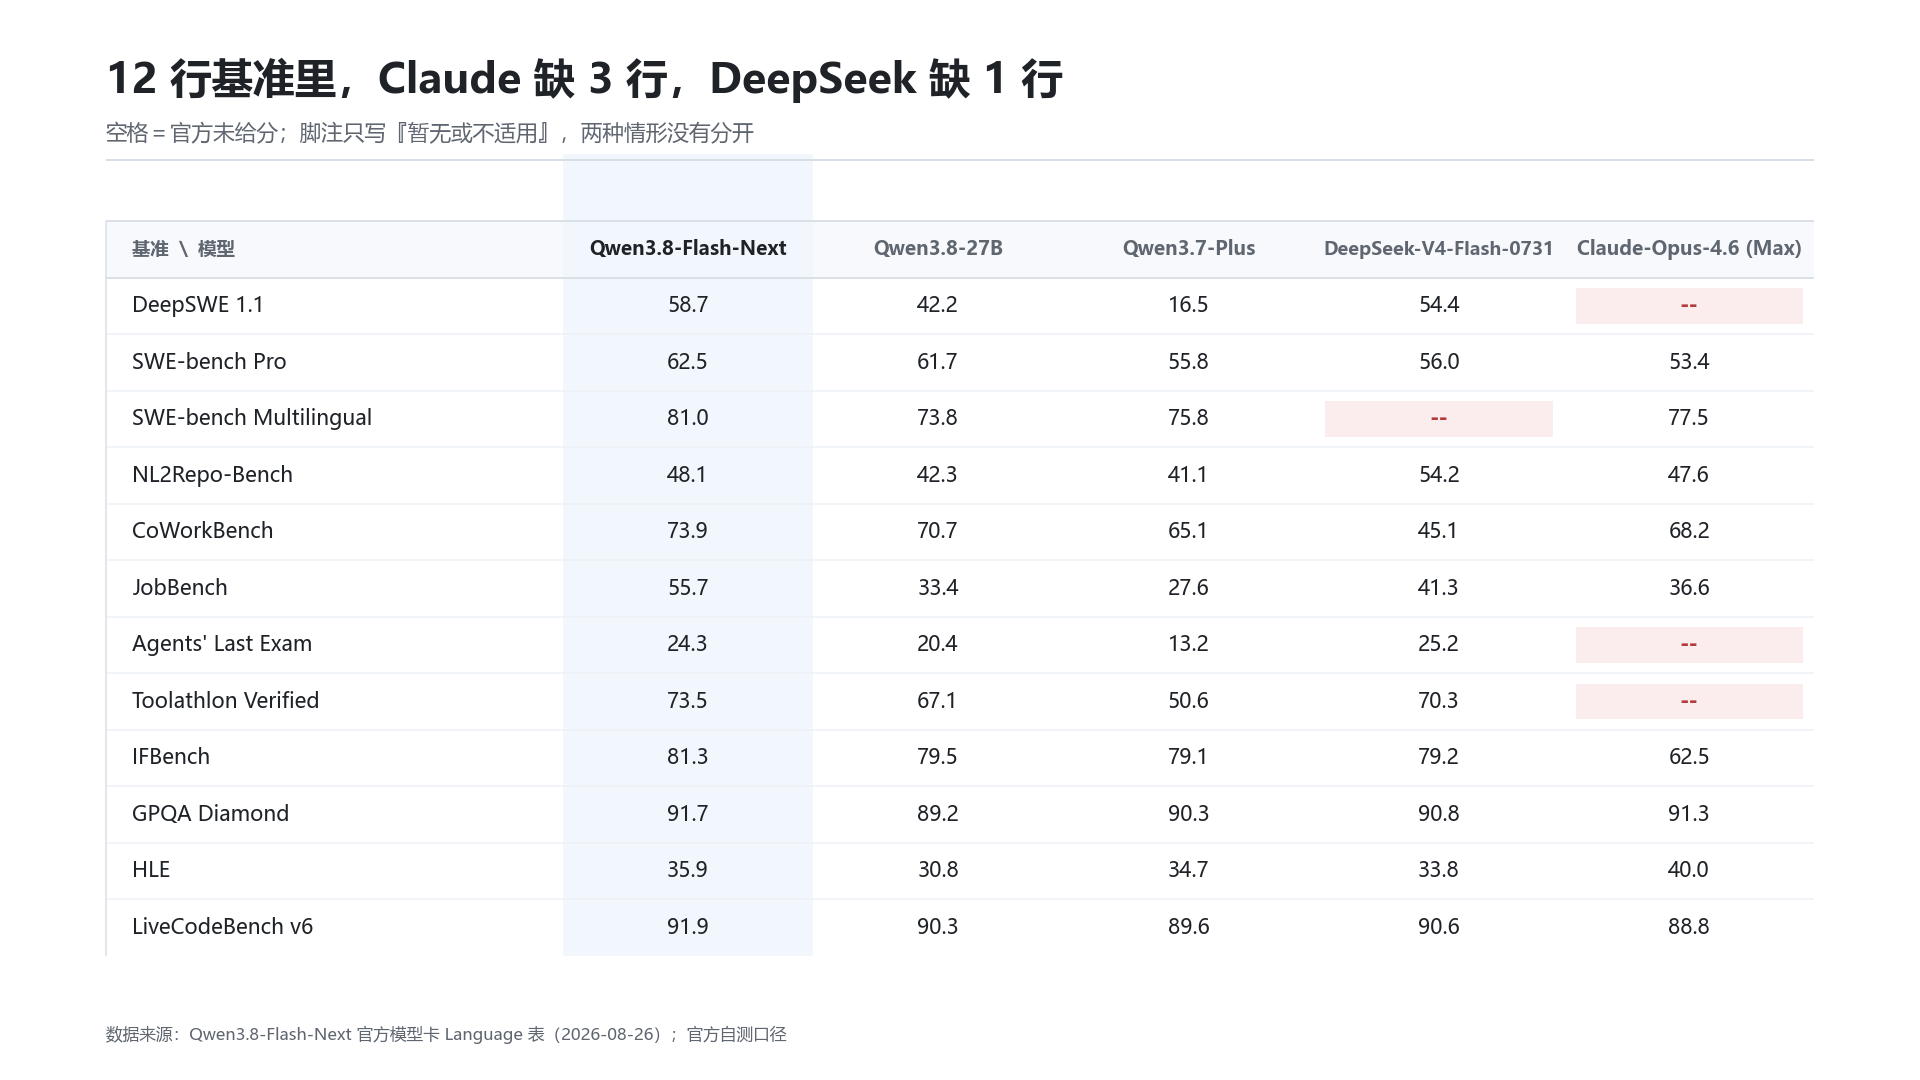 12 行基准里，Claude 缺 3 行，DeepSeek 缺 1 行
空格 = 官方未给分；脚注只写『暂无或不适用』，两种情形没有分开
基准 \ 模型 Qwen3.8-Flash-Next Qwen3.8-27B Qwen3.7-Plus DeepSeek-V4-Flash-0731 Claude-Opus-4.6 (Max)
DeepSWE 1.1 58.7 42.2 16.5 54.4 --
SWE-bench Pro 62.5 61.7 55.8 56.0 53.4
SWE-bench Multilingual 81.0 73.8 75.8 -- 77.5
NL2Repo-Bench 48.1 42.3 41.1 54.2 47.6
CoWorkBench 73.9 70.7 65.1 45.1 68.2
JobBench 55.7 33.4 27.6 41.3 36.6
Agents' Last Exam 24.3 20.4 13.2 25.2 --
Toolathlon Verified 73.5 67.1 50.6 70.3 --
IFBench 81.3 79.5 79.1 79.2 62.5
GPQA Diamond 91.7 89.2 90.3 90.8 91.3
HLE 35.9 30.8 34.7 33.8 40.0
LiveCodeBench v6 91.9 90.3 89.6 90.6 88.8
数据来源：Qwen3.8-Flash-Next 官方模型卡 Language 表（2026-08-26）；官方自测口径